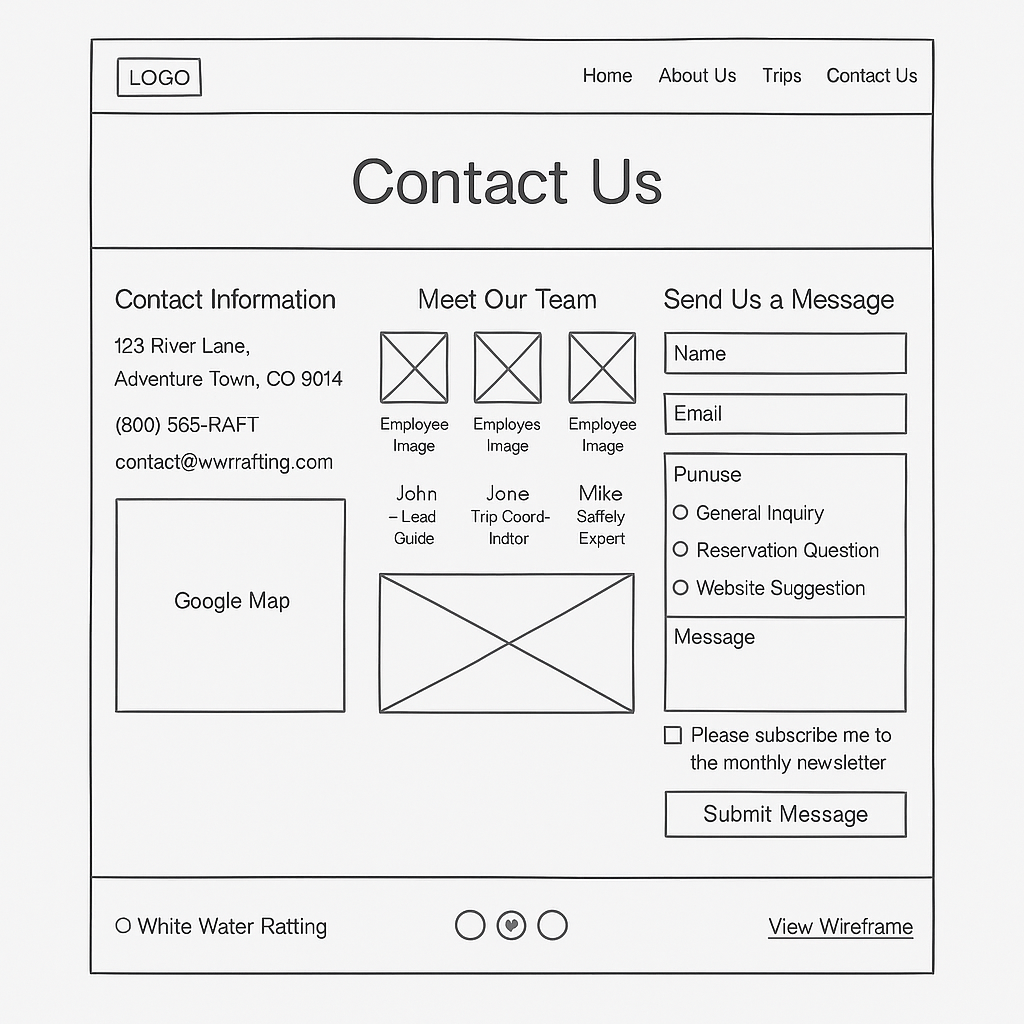 LOGO
Home About Us Trips Contact Us
Contact Us
Contact Information
123 River Lane,
Adventure Town, CO 9014
(800) 565-RAFT
contact@wwrrafting.com
Google Map
Meet Our Team
Employee Image
Employes Image
Employee Image
John
– Lead
Guide
Jone
Trip Coord-
Indtor
Mike
Saffely
Expert
Send Us a Message
Name
Email
Punuse
General Inquiry
Reservation Question
Website Suggestion
Message
Please subscribe me to
the monthly newsletter
Submit Message
White Water Ratting
View Wireframe